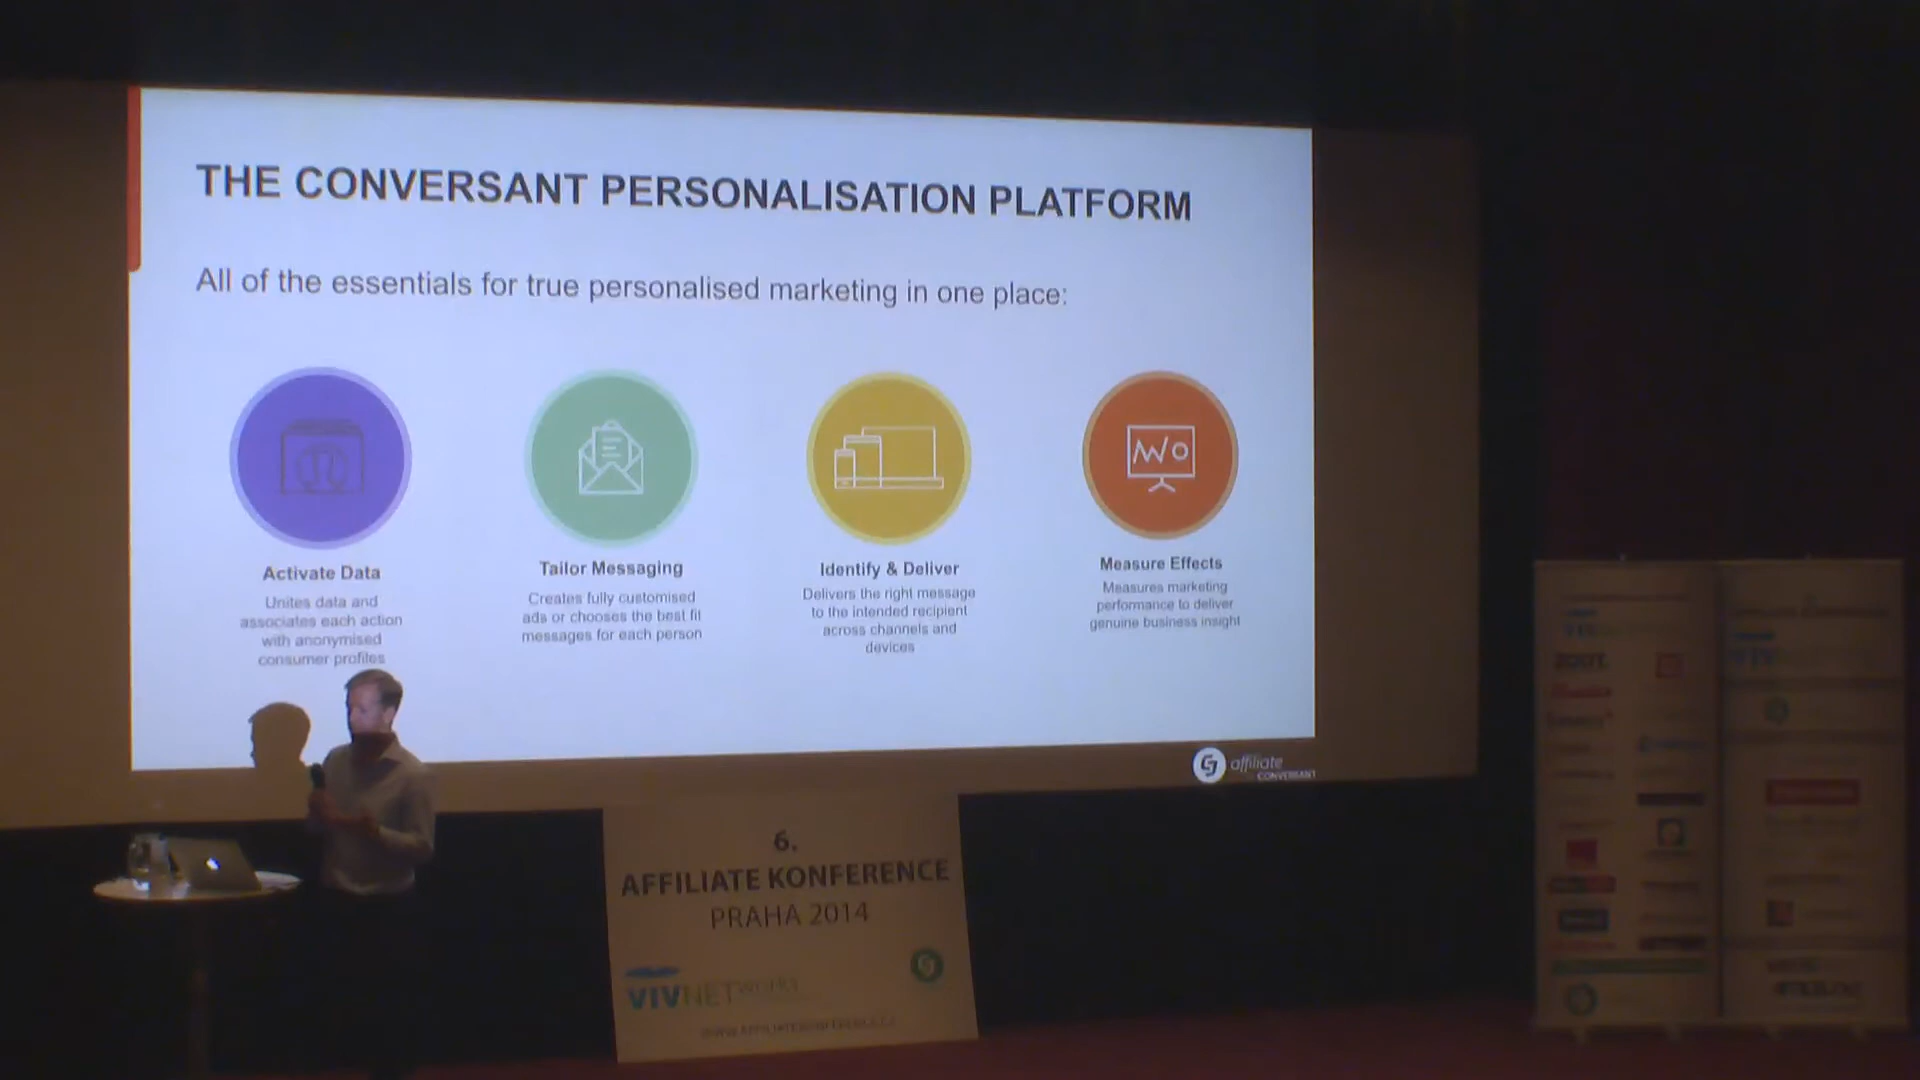 THE CONVERSANT PERSONALISATION PLATFORM
All of the essentials for true personalised marketing in one place:
Activate Data
Unites data and
associates each action
with anonymised
consumer profiles
Tailor Messaging
Creates fully customised
ads or chooses the best fit
messages for each person
Identify & Deliver
Delivers the right message
to the intended recipient
across channels and
devices
Measure Effects
Measures marketing
performance to deliver
genuine business insight
affiliate
CONVERSANT
6.
AFFILIATE KONFERENCE
PRAHA 2014
VIVNETWORKS
ZOOT